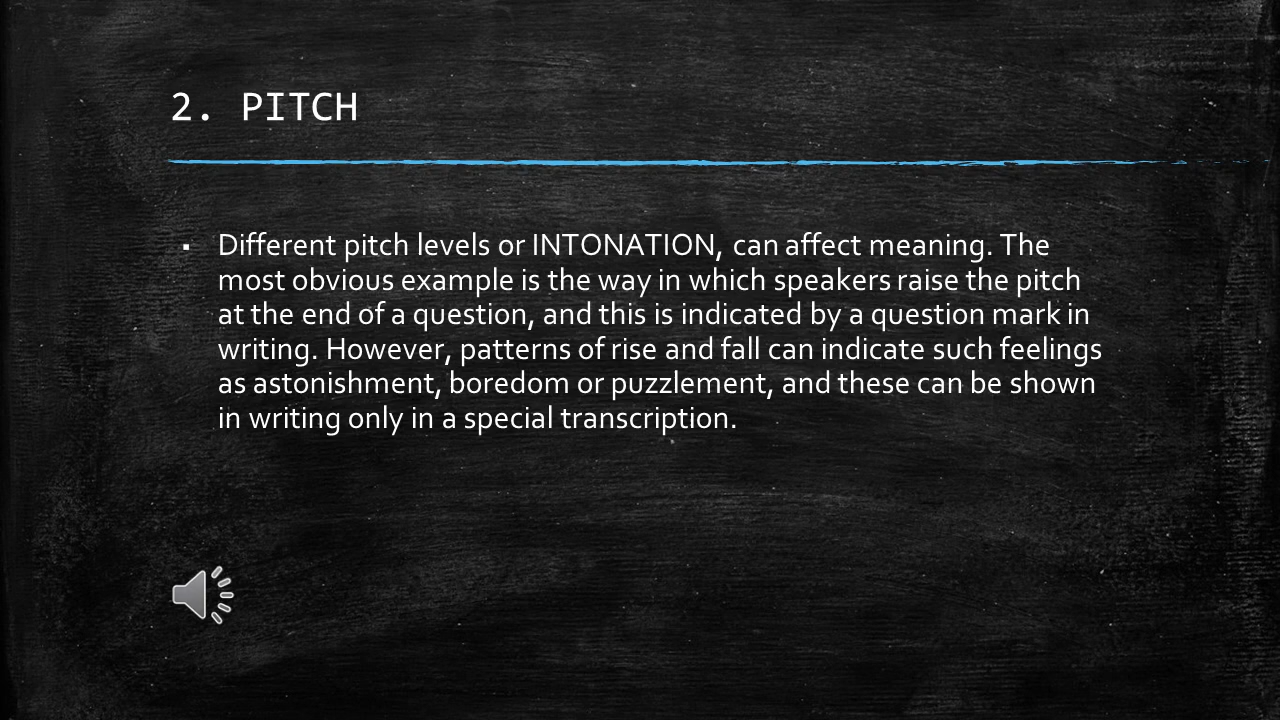 2. PITCH
▪ Different pitch levels or INTONATION, can affect meaning. The
most obvious example is the way in which speakers raise the pitch
at the end of a question, and this is indicated by a question mark in
writing. However, patterns of rise and fall can indicate such feelings
as astonishment, boredom or puzzlement, and these can be shown
in writing only in a special transcription.